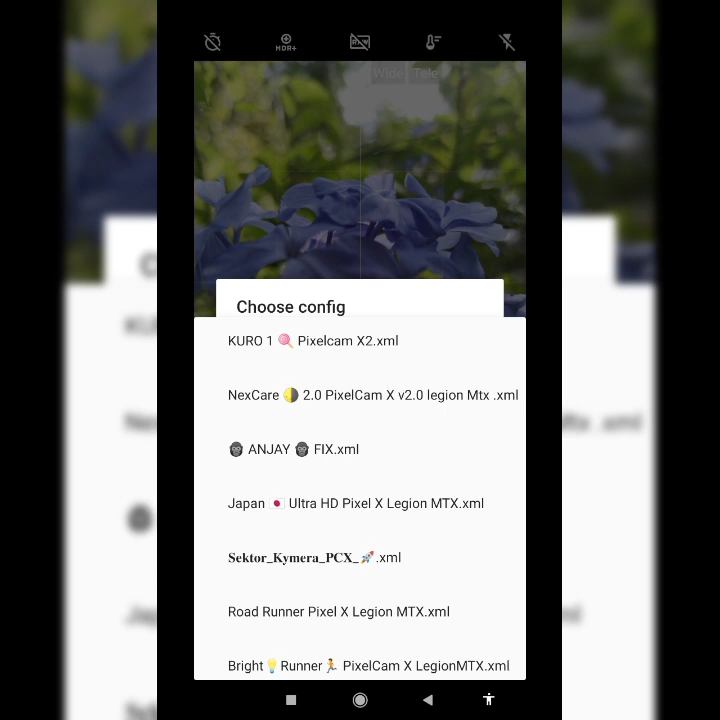 HDR+
RAW
Wide Tele
Choose config
KURO 1 🍭 Pixelcam X2.xml
NexCare 🌗 2.0 PixelCam X v2.0 legion Mtx .xml
🦍 ANJAY 🦍 FIX.xml
Japan 🇯🇵 Ultra HD Pixel X Legion MTX.xml
𝐒𝐞𝐤𝐭𝐨𝐫_𝐊𝐲𝐦𝐞𝐫𝐚_𝐏𝐂𝐗_🚀.xml
Road Runner Pixel X Legion MTX.xml
Bright💡Runner🏃 PixelCam X LegionMTX.xml